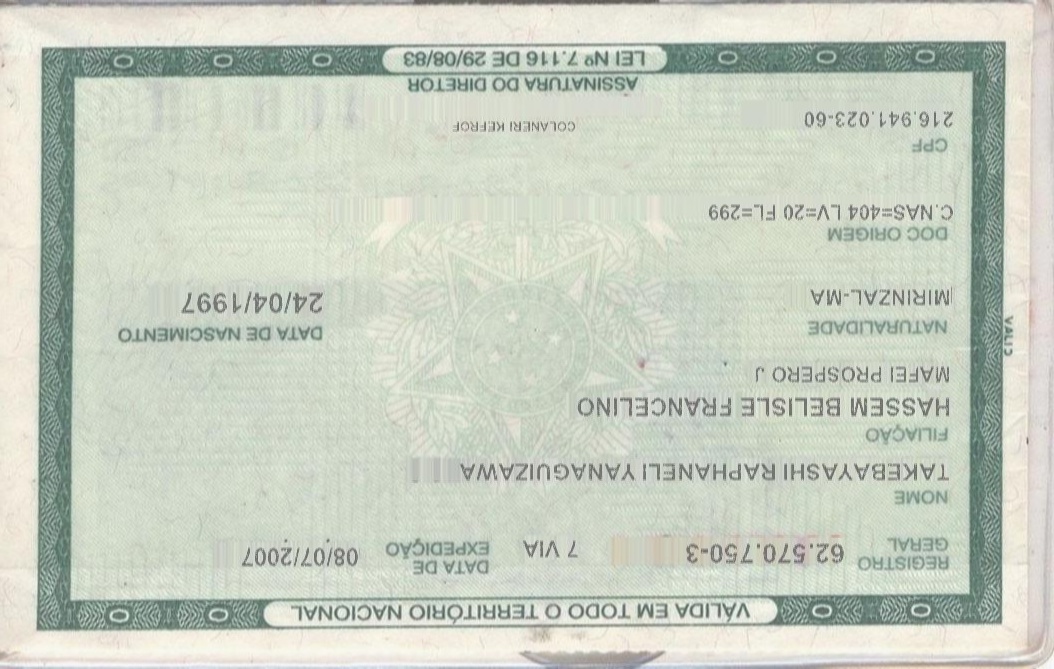 VÁLIDA EM TODO O TERRITÓRIO NACIONAL
REGISTRO GERAL 62.570.750-3 7 VIA DATA DE EXPEDIÇÃO 08/07/2007
NOME
TAKEBAYASHI RAPHANELI YANAGUIZAWA
FILIAÇÃO
HASSEM BELISLE FRANCELINO
MAFEI PROSPERO J
NATURALIDADE DATA DE NASCIMENTO
MIRINZAL-MA 24/04/1997
DOC ORIGEM
C.NAS=404 LV=20 FL=299
CPF
216.941.023-60
COLANERI KEFROF
ASSINATURA DO DIRETOR
LEI Nº 7.116 DE 29/08/83